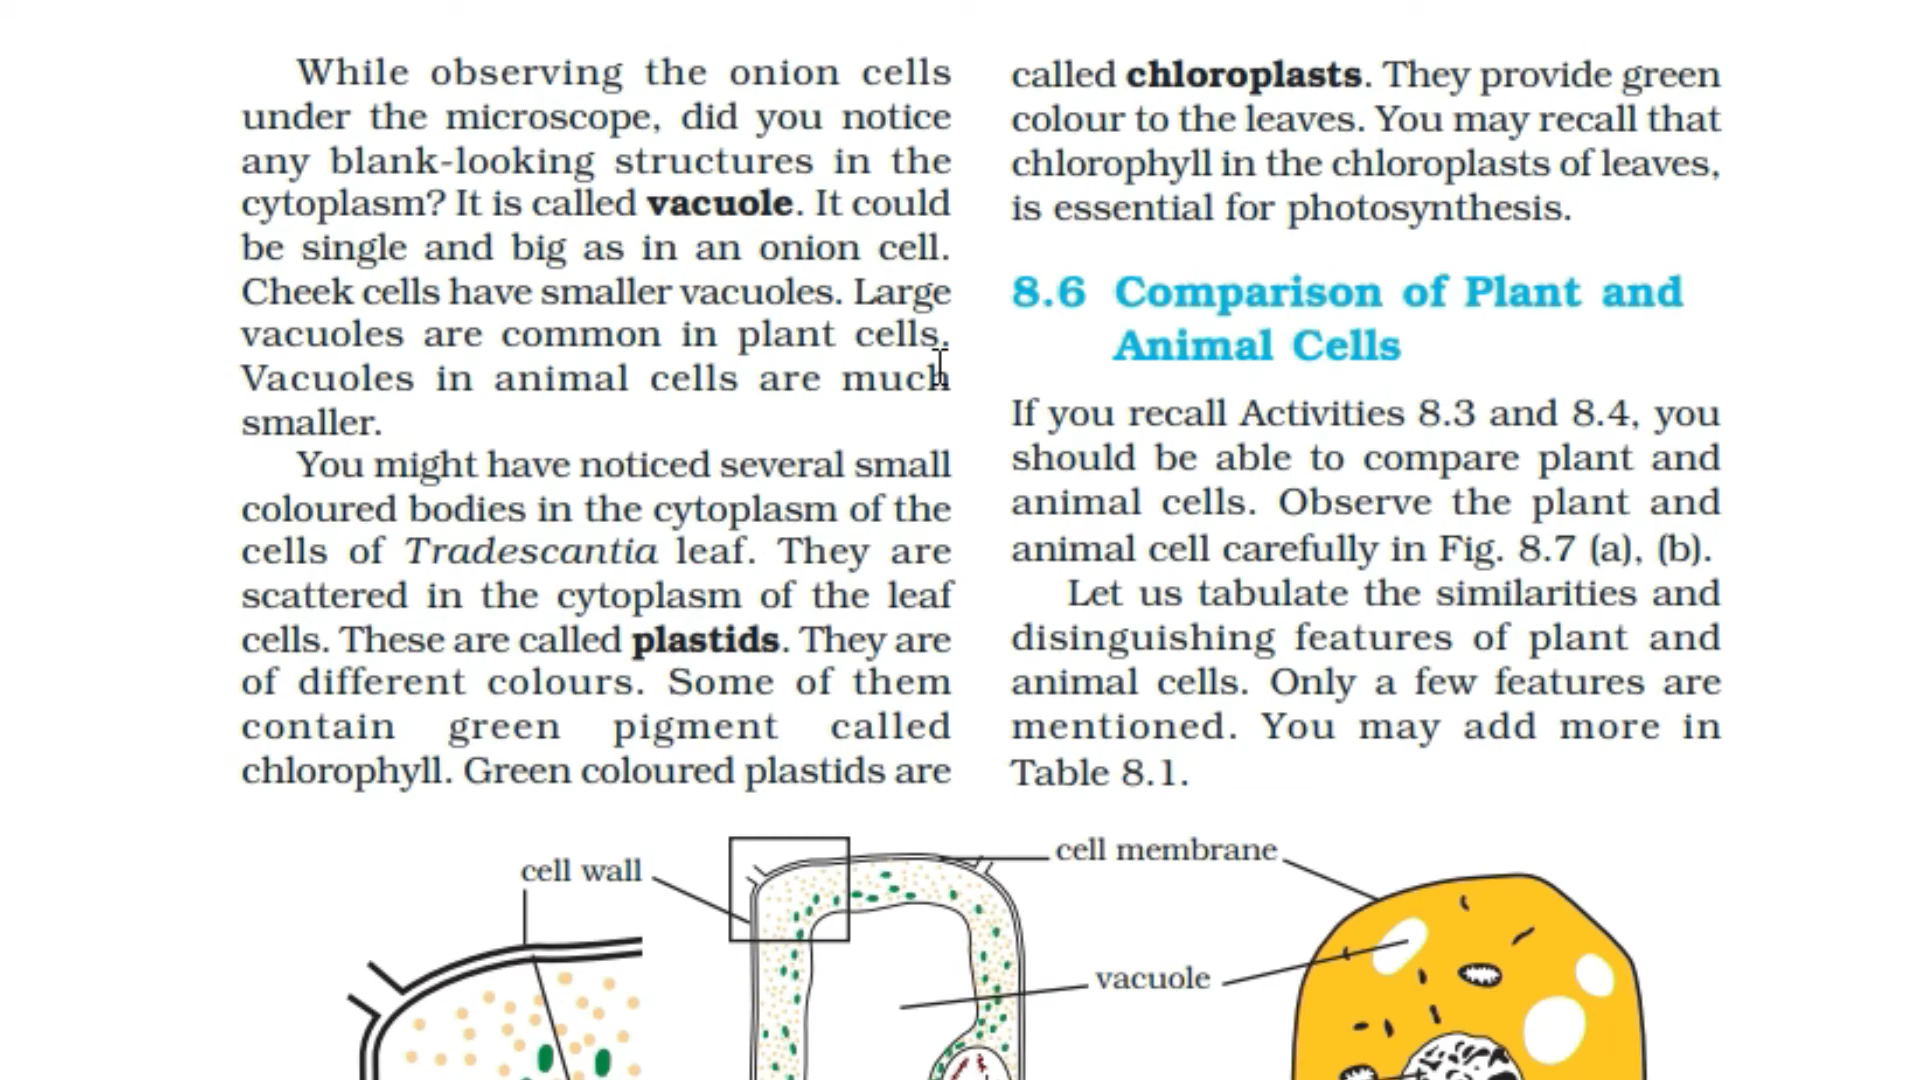 While observing the onion cells
under the microscope, did you notice
any blank-looking structures in the
cytoplasm? It is called vacuole. It could
be single and big as in an onion cell.
Cheek cells have smaller vacuoles. Large
vacuoles are common in plant cells.
Vacuoles in animal cells are much
smaller.
You might have noticed several small
coloured bodies in the cytoplasm of the
cells of Tradescantia leaf. They are
scattered in the cytoplasm of the leaf
cells. These are called plastids. They are
of different colours. Some of them
contain green pigment called
chlorophyll. Green coloured plastids are
called chloroplasts. They provide green
colour to the leaves. You may recall that
chlorophyll in the chloroplasts of leaves,
is essential for photosynthesis.
8.6 Comparison of Plant and
Animal Cells
If you recall Activities 8.3 and 8.4, you
should be able to compare plant and
animal cells. Observe the plant and
animal cell carefully in Fig. 8.7 (a), (b).
Let us tabulate the similarities and
disinguishing features of plant and
animal cells. Only a few features are
mentioned. You may add more in
Table 8.1.
cell wall
cell membrane
vacuole